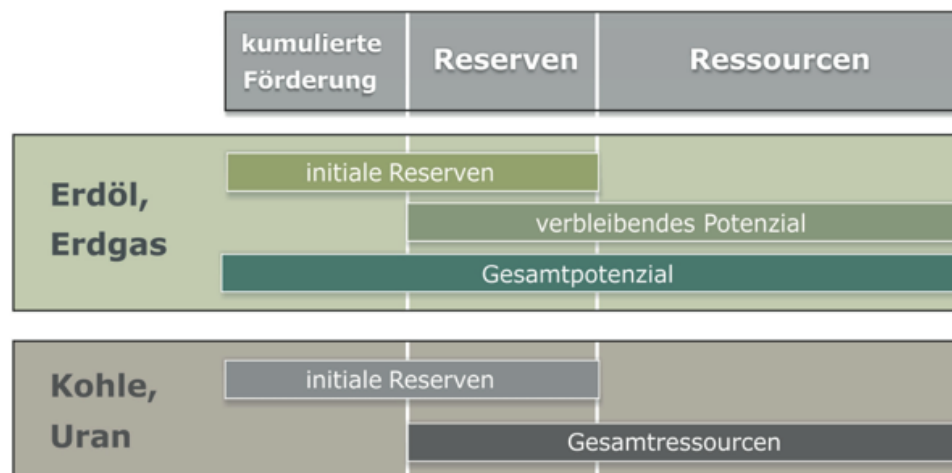 kumulierte
Förderung
Reserven
Ressourcen
Erdöl,
Erdgas
initiale Reserven
verbleibendes Potenzial
Gesamtpotenzial
Kohle,
Uran
initiale Reserven
Gesamtressourcen